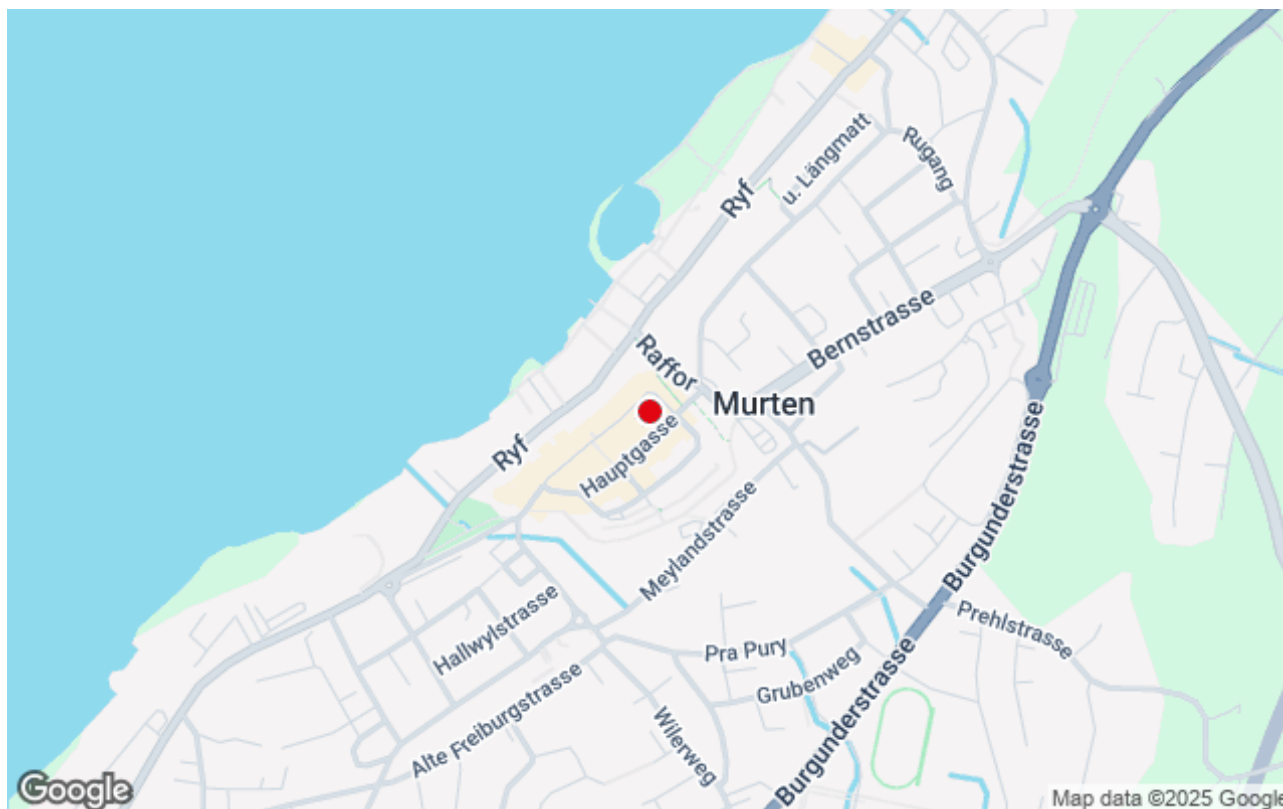 Rugang
u. Längmatt
Ryf
Bernstrasse
Raffor
Murten
Hauptgasse
Ryf
Meylandstrasse
Burgunderstrasse
Prehlstrasse
Hallwylstrasse
Pra Pury
Grubenweg
Alte Freiburgstrasse
Wilerweg
Burgunderstrasse
Google
Map data ©2025 Google